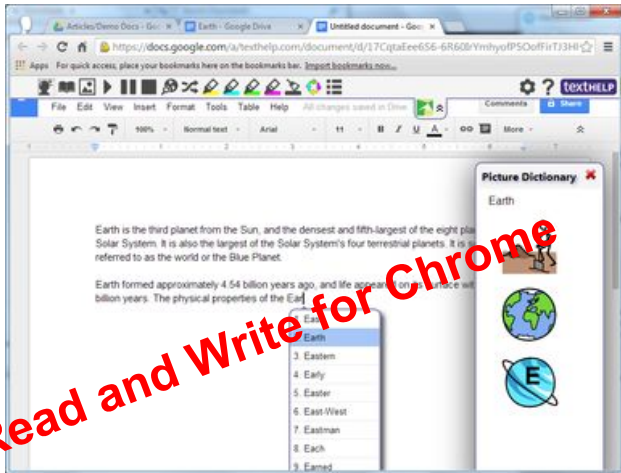 Articles/Demo Docs - Goo
Earth - Google Drive
Untitled document - Goo
https://docs.google.com/a/texthelp.com/document/d/
Apps For quick access, place your bookmarks here on the bookmarks bar. Import bookmarks now...
? textHELP
File Edit View Insert Format Tools Table Help All changes saved in Drive Comments Share
100% Normal text Arial 11 B I U A More
Picture Dictionary
Earth
Earth is the third planet from the Sun, and the densest and fifth-largest of the eight
Solar System. It is also the largest of the Solar System's four terrestrial planets. It is
referred to as the world or the Blue Planet.
Earth formed approximately 4.54 billion years ago, and life appeared on its surface
billion years. The physical properties of the Ear
Earth
3. Eastern
4. Early
5. Easter
6. East-West
7. Eastman
8. Each
9. Earned
E
Read and Write for Chrome